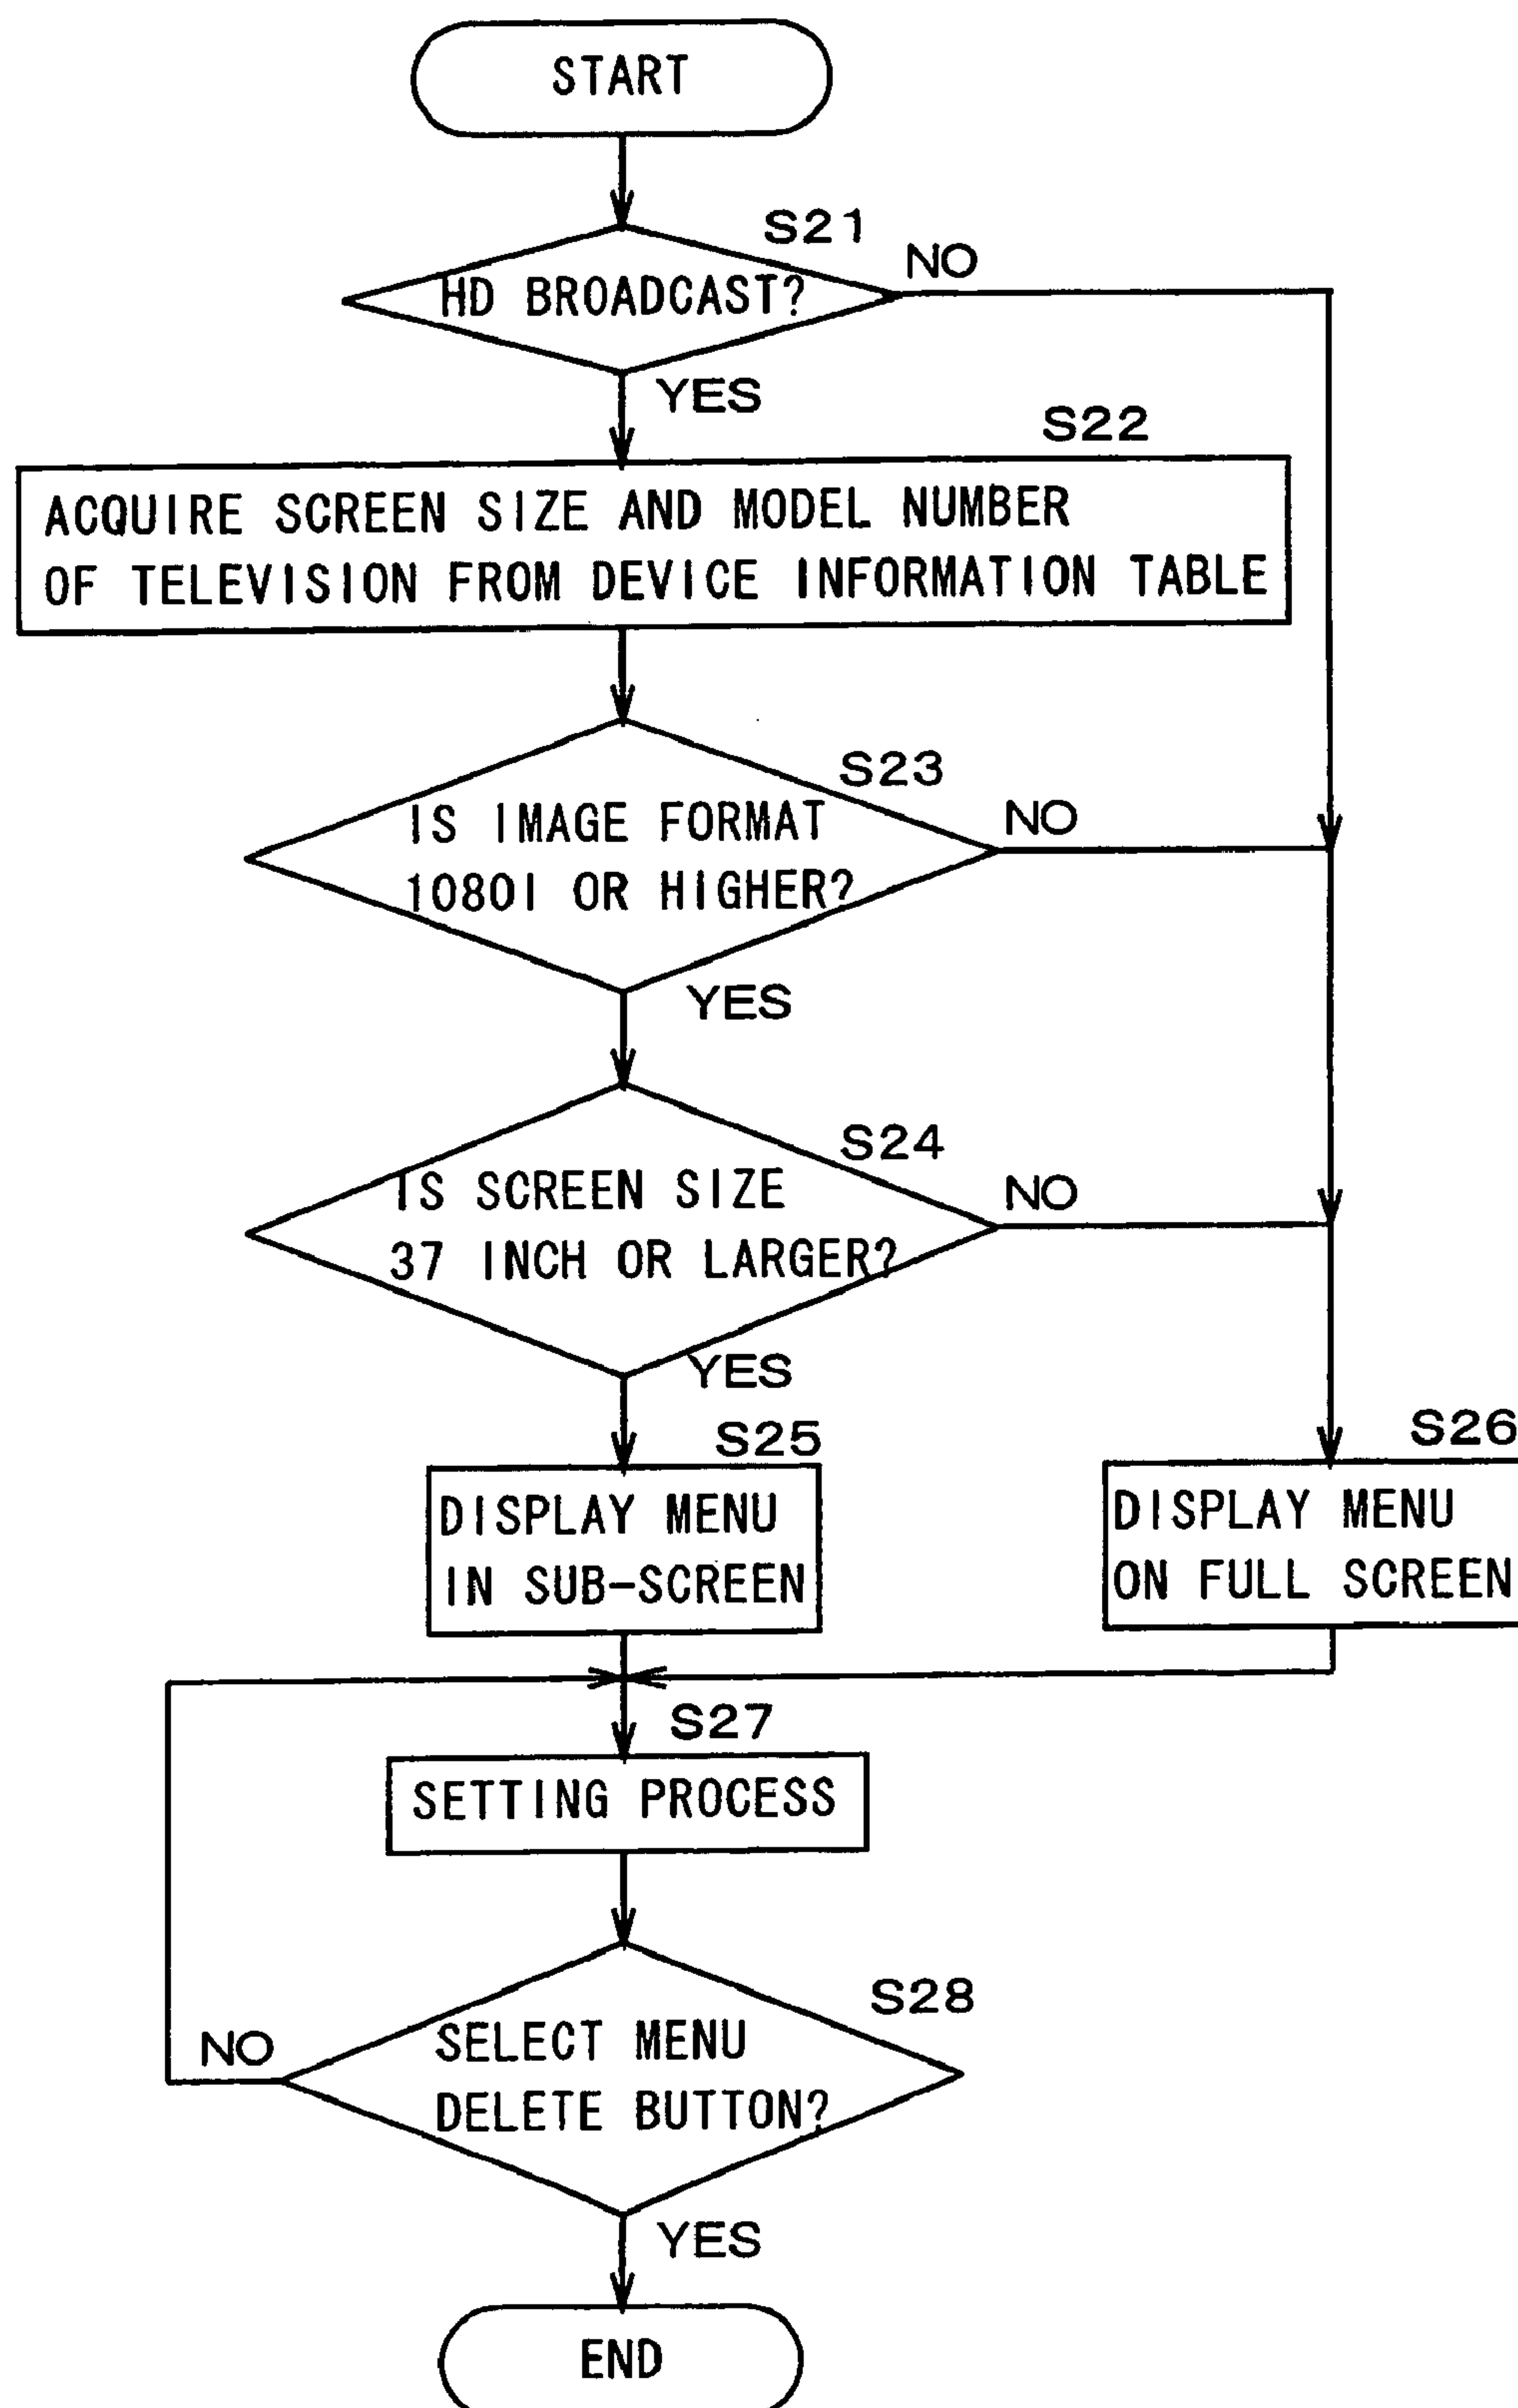 START
S21
HD BROADCAST?
NO
YES
S22
ACQUIRE SCREEN SIZE AND MODEL NUMBER
OF TELEVISION FROM DEVICE INFORMATION TABLE
S23
IS IMAGE FORMAT
1080I OR HIGHER?
NO
YES
S24
IS SCREEN SIZE
37 INCH OR LARGER?
NO
YES
S25
DISPLAY MENU
IN SUB-SCREEN
S26
DISPLAY MENU
ON FULL SCREEN
S27
SETTING PROCESS
S28
SELECT MENU
DELETE BUTTON?
NO
YES
END